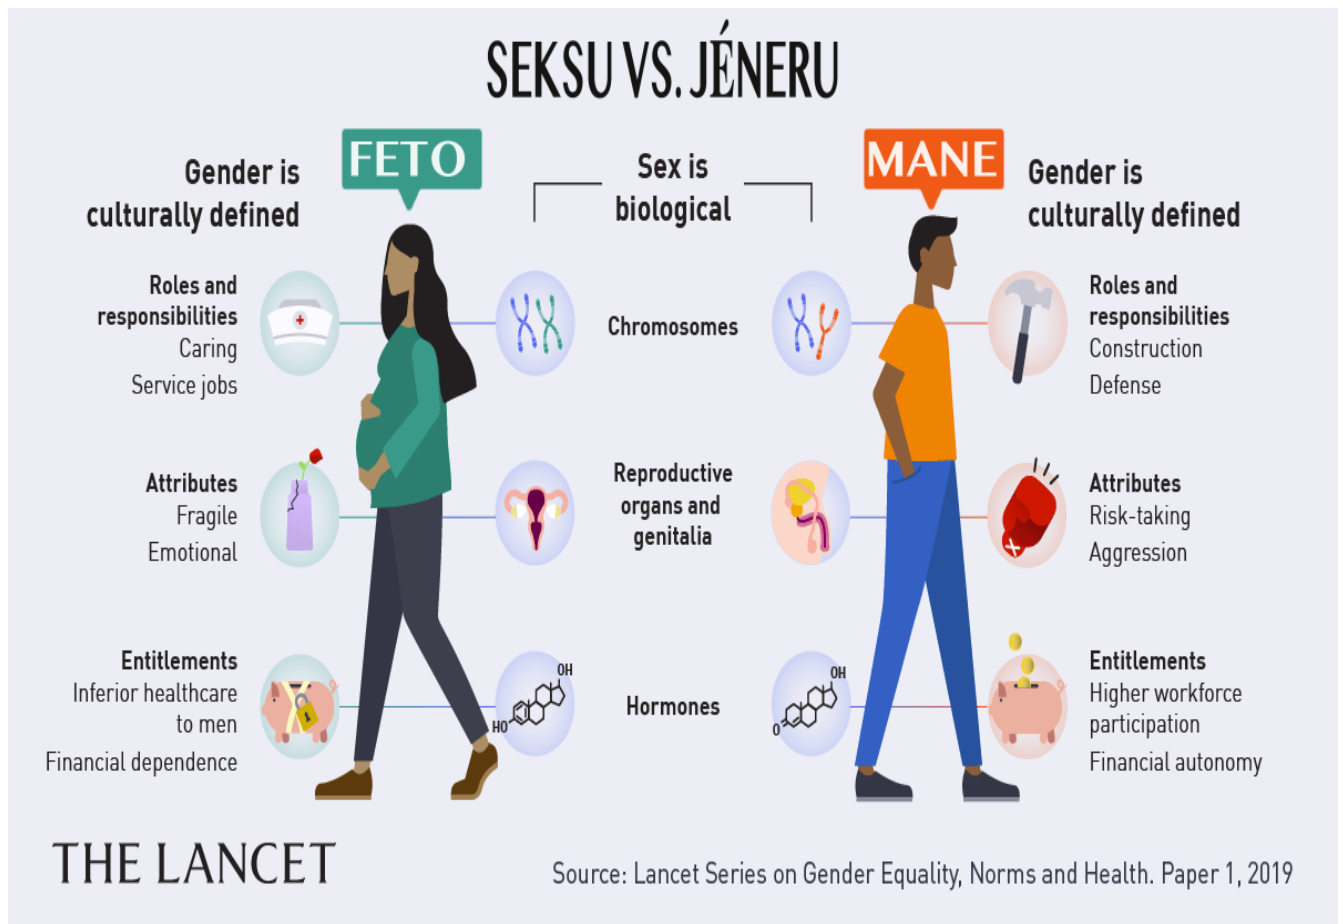 SEKSU VS. JÉNERU
Gender is
culturally defined
FETO
Sex is
biological
MANE
Gender is
culturally defined
Roles and
responsibilities
Caring
Service jobs
Chromosomes
Roles and
responsibilities
Construction
Defense
Attributes
Fragile
Emotional
Reproductive
organs and
genitalia
Attributes
Risk-taking
Aggression
Entitlements
Inferior healthcare
to men
Financial dependence
OH
HO
Hormones
OH
O
Entitlements
Higher workforce
participation
Financial autonomy
THE LANCET
Source: Lancet Series on Gender Equality, Norms and Health. Paper 1, 2019